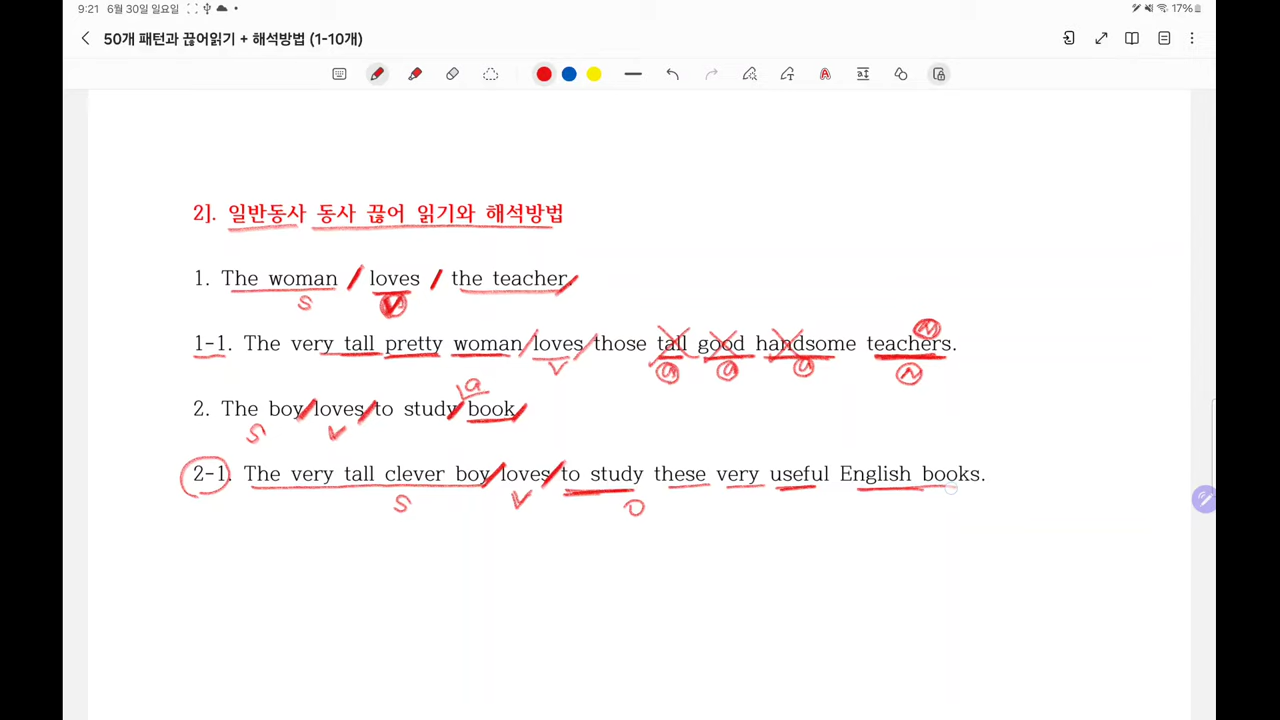 9:21 6월 30일 일요일 17%
50개 패턴과 끊어읽기 + 해석방법 (1-10개)
2]. 일반동사 동사 끊어 읽기와 해석방법
1. The woman / loves / the teacher. /
S V
1-1. The very tall pretty woman / loves / those tall good handsome teachers.
N
V a a a N
a
2. The boy / loves / to study / book. /
S V
2-1. The very tall clever boy / loves / to study these very useful English books.
S V O